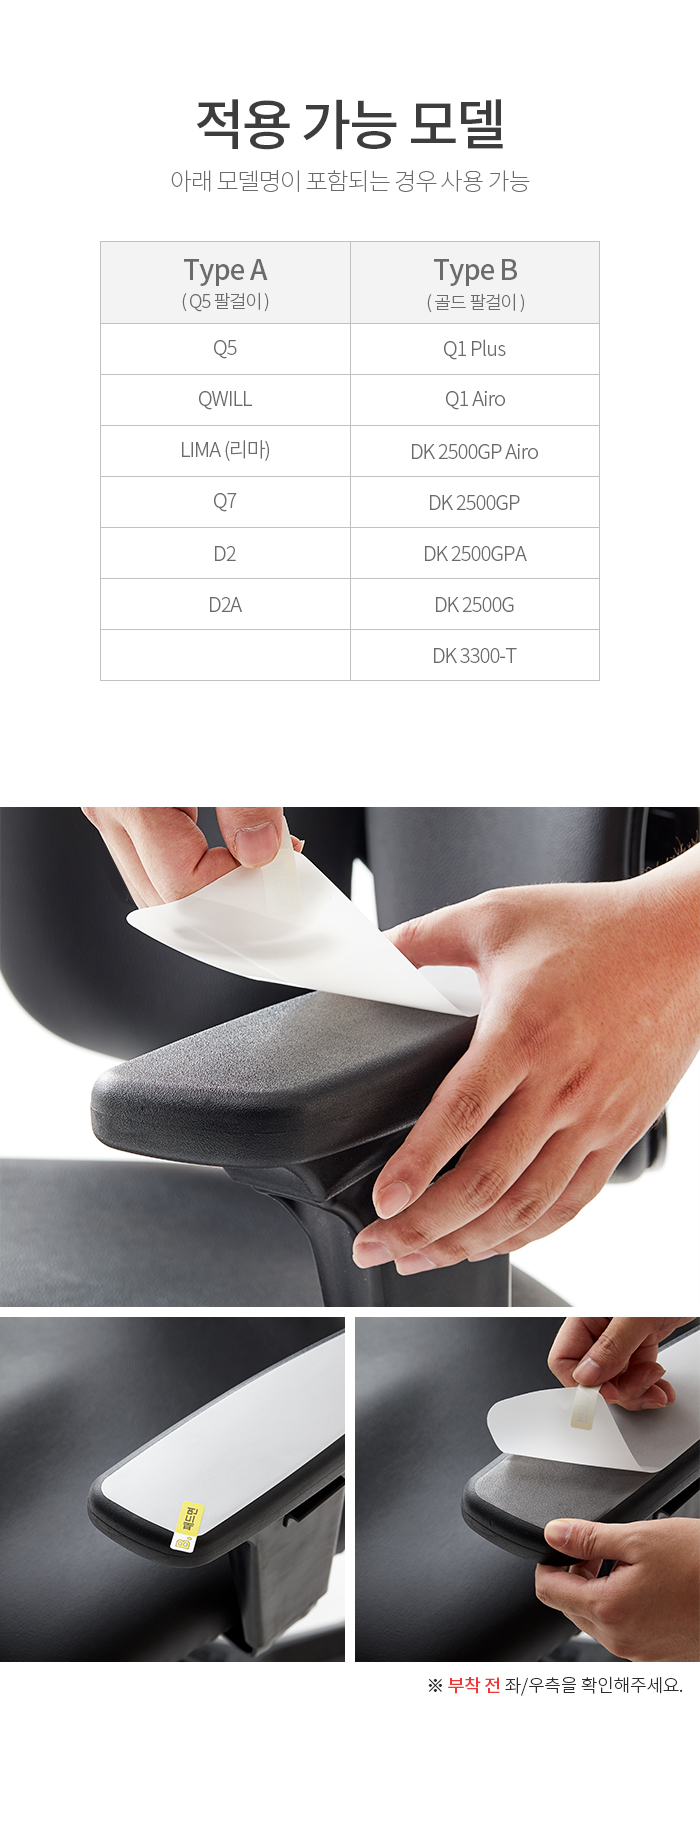 적용 가능 모델
아래 모델명이 포함되는 경우 사용 가능
Type A Type B
( Q5 팔걸이 ) ( 골드 팔걸이 )
Q5 Q1 Plus
QWILL Q1 Airo
LIMA (리마) DK 2500GP Airo
Q7 DK 2500GP
D2 DK 2500GPA
D2A DK 2500G
DK 3300-T
패드면
※ 부착 전 좌/우측을 확인해주세요.